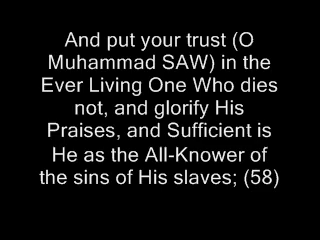 And put your trust (O
Muhammad SAW) in the
Ever Living One Who dies
not, and glorify His
Praises, and Sufficient is
He as the All-Knower of
the sins of His slaves; (58)